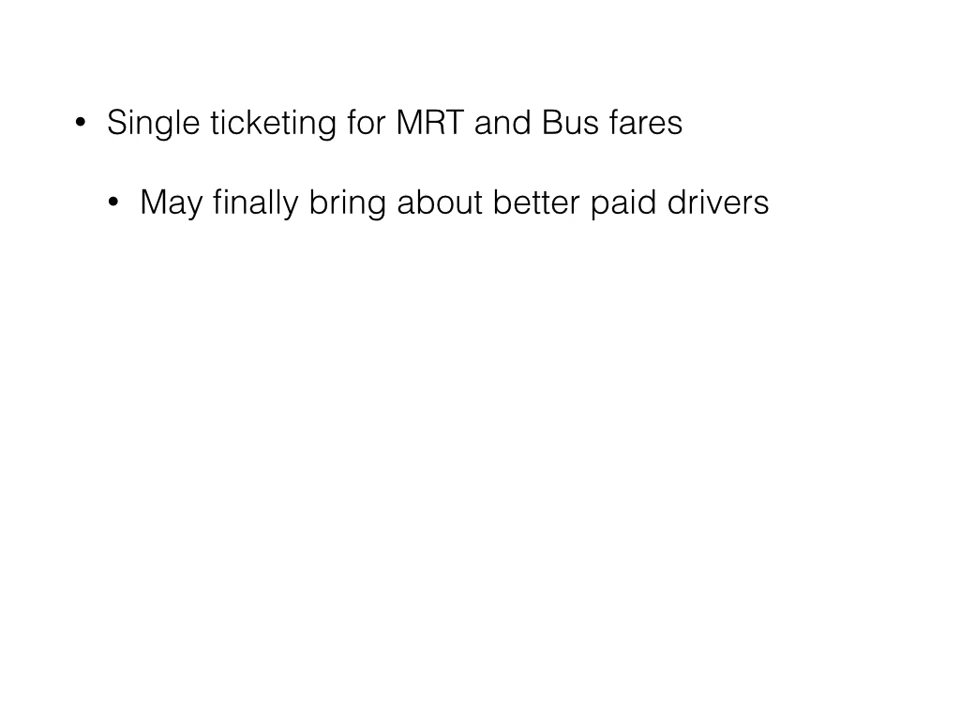 • Single ticketing for MRT and Bus fares
• May finally bring about better paid drivers